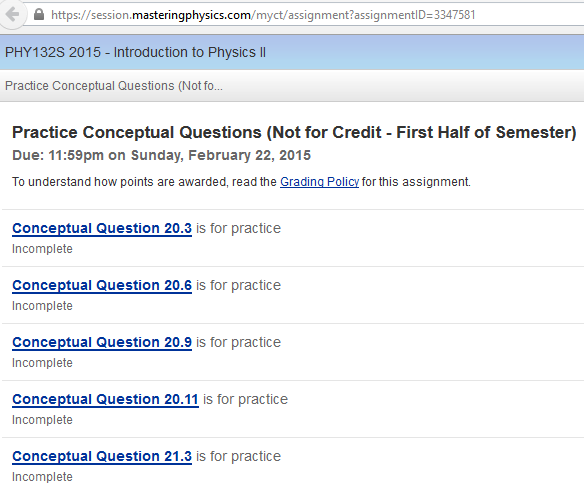 https://session.masteringphysics.com/myct/assignment?assignmentID=3347581
PHY132S 2015 - Introduction to Physics II
Practice Conceptual Questions (Not fo...
Practice Conceptual Questions (Not for Credit - First Half of Semester)
Due: 11:59pm on Sunday, February 22, 2015
To understand how points are awarded, read the Grading Policy for this assignment.
Conceptual Question 20.3 is for practice
Incomplete
Conceptual Question 20.6 is for practice
Incomplete
Conceptual Question 20.9 is for practice
Incomplete
Conceptual Question 20.11 is for practice
Incomplete
Conceptual Question 21.3 is for practice
Incomplete